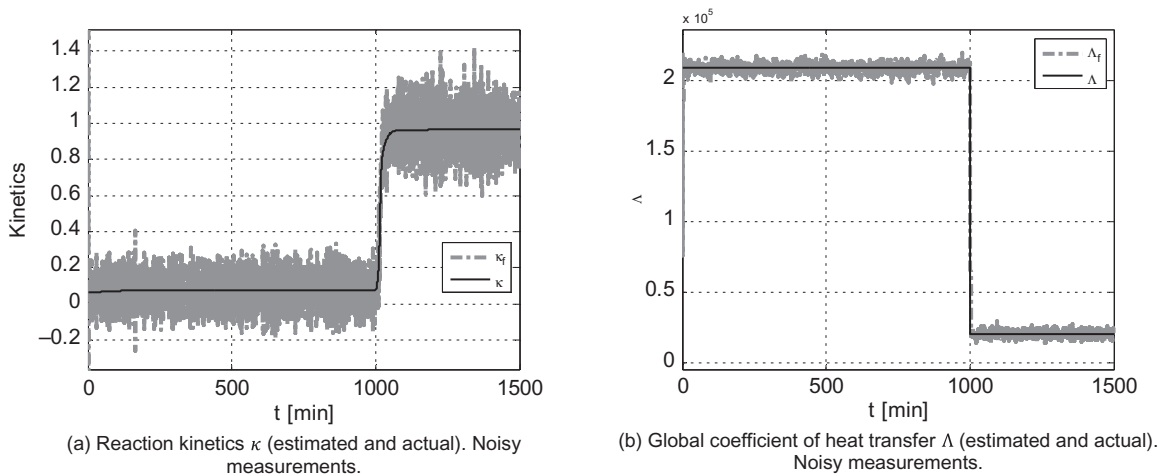 1.4
1.2
1
0.8
0.6
0.4
0.2
0
–0.2
Kinetics
κf
κ
0 500 1000 1500
t [min]
(a) Reaction kinetics κ (estimated and actual). Noisy
measurements.
x 10⁵
2
1.5
1
0.5
0
Λ
Λf
Λ
0 500 1000 1500
t [min]
(b) Global coefficient of heat transfer Λ (estimated and actual).
Noisy measurements.